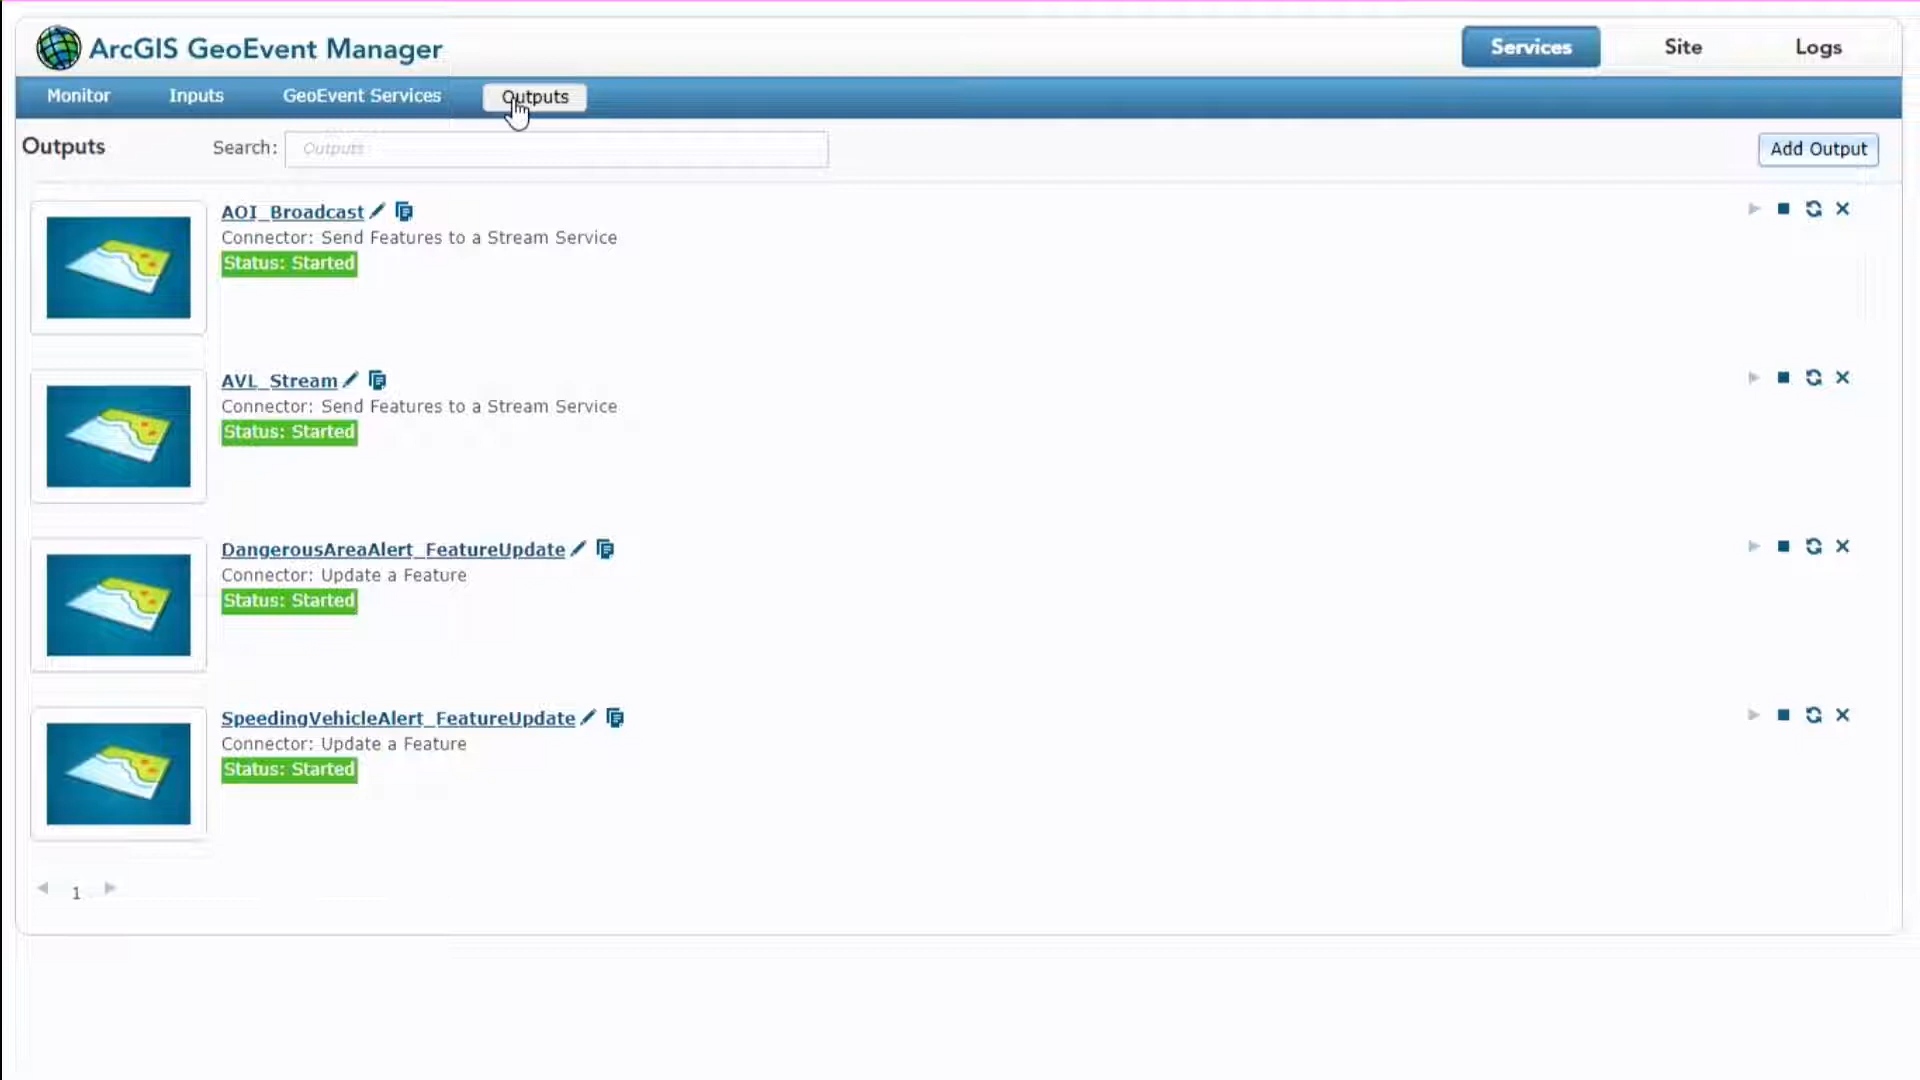 ArcGIS GeoEvent Manager
Services Site Logs
Monitor Inputs GeoEvent Services Outputs
Outputs Search: Outputs Add Output
AOI_Broadcast
Connector: Send Features to a Stream Service
Status: Started
AVL_Stream
Connector: Send Features to a Stream Service
Status: Started
DangerousAreaAlert_FeatureUpdate
Connector: Update a Feature
Status: Started
SpeedingVehicleAlert_FeatureUpdate
Connector: Update a Feature
Status: Started
1